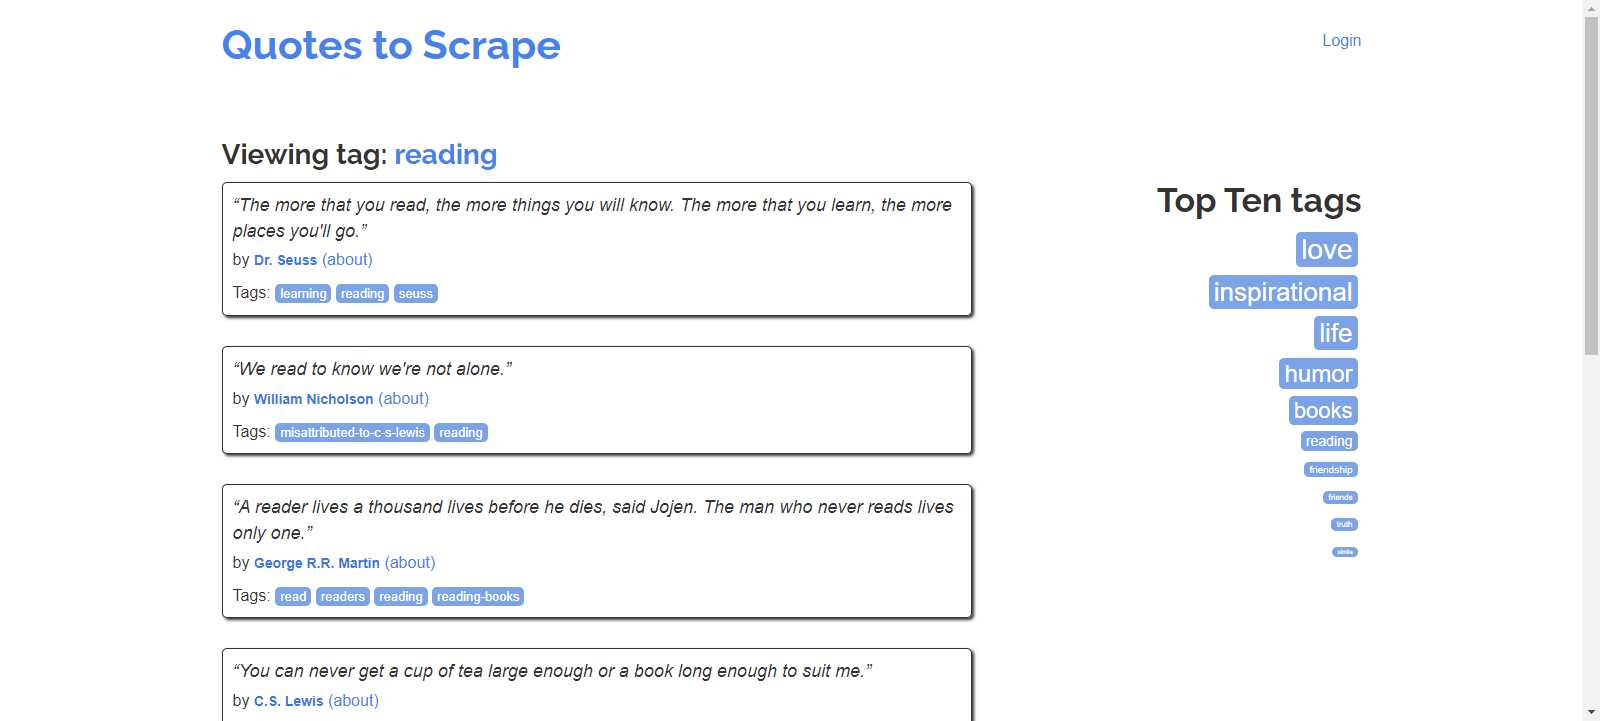 Quotes to Scrape
Login
Viewing tag: reading
“The more that you read, the more things you will know. The more that you learn, the more
places you'll go.”
by Dr. Seuss (about)
Tags: learning reading seuss
“We read to know we're not alone.”
by William Nicholson (about)
Tags: misattributed-to-c-s-lewis reading
“A reader lives a thousand lives before he dies, said Jojen. The man who never reads lives
only one.”
by George R.R. Martin (about)
Tags: read readers reading reading-books
“You can never get a cup of tea large enough or a book long enough to suit me.”
by C.S. Lewis (about)
Top Ten tags
love
inspirational
life
humor
books
reading
friendship
friends
truth
simile